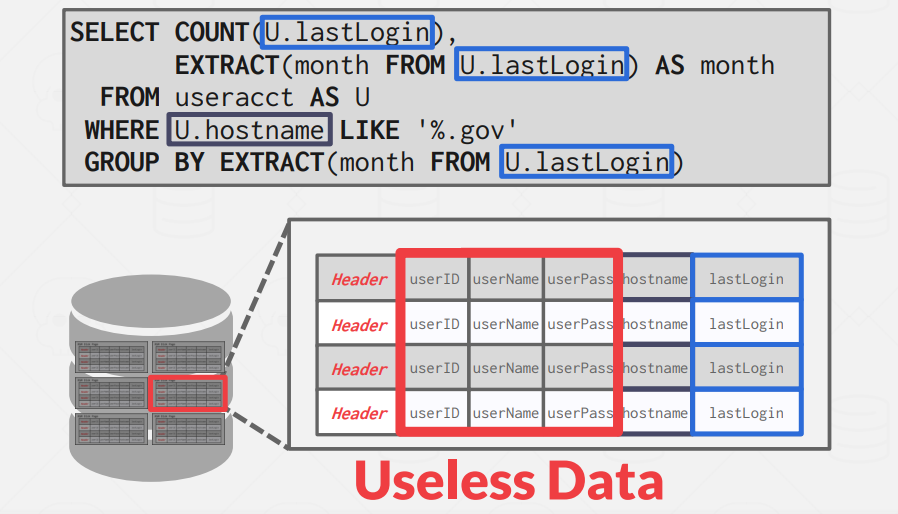 SELECT COUNT(U.lastLogin),
EXTRACT(month FROM U.lastLogin) AS month
FROM useracct AS U
WHERE U.hostname LIKE '%.gov'
GROUP BY EXTRACT(month FROM U.lastLogin)
Header userID userName userPass hostname lastLogin
Header userID userName userPass hostname lastLogin
Header userID userName userPass hostname lastLogin
Header userID userName userPass hostname lastLogin
Useless Data